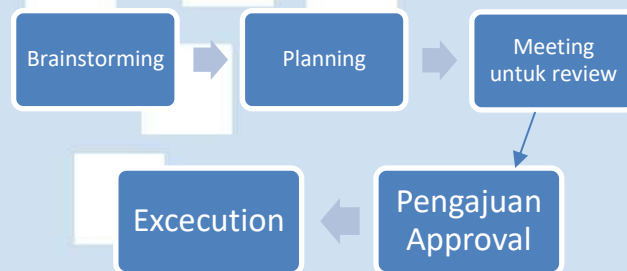 Brainstorming
Planning
Meeting
untuk review
Pengajuan
Approval
Excecution